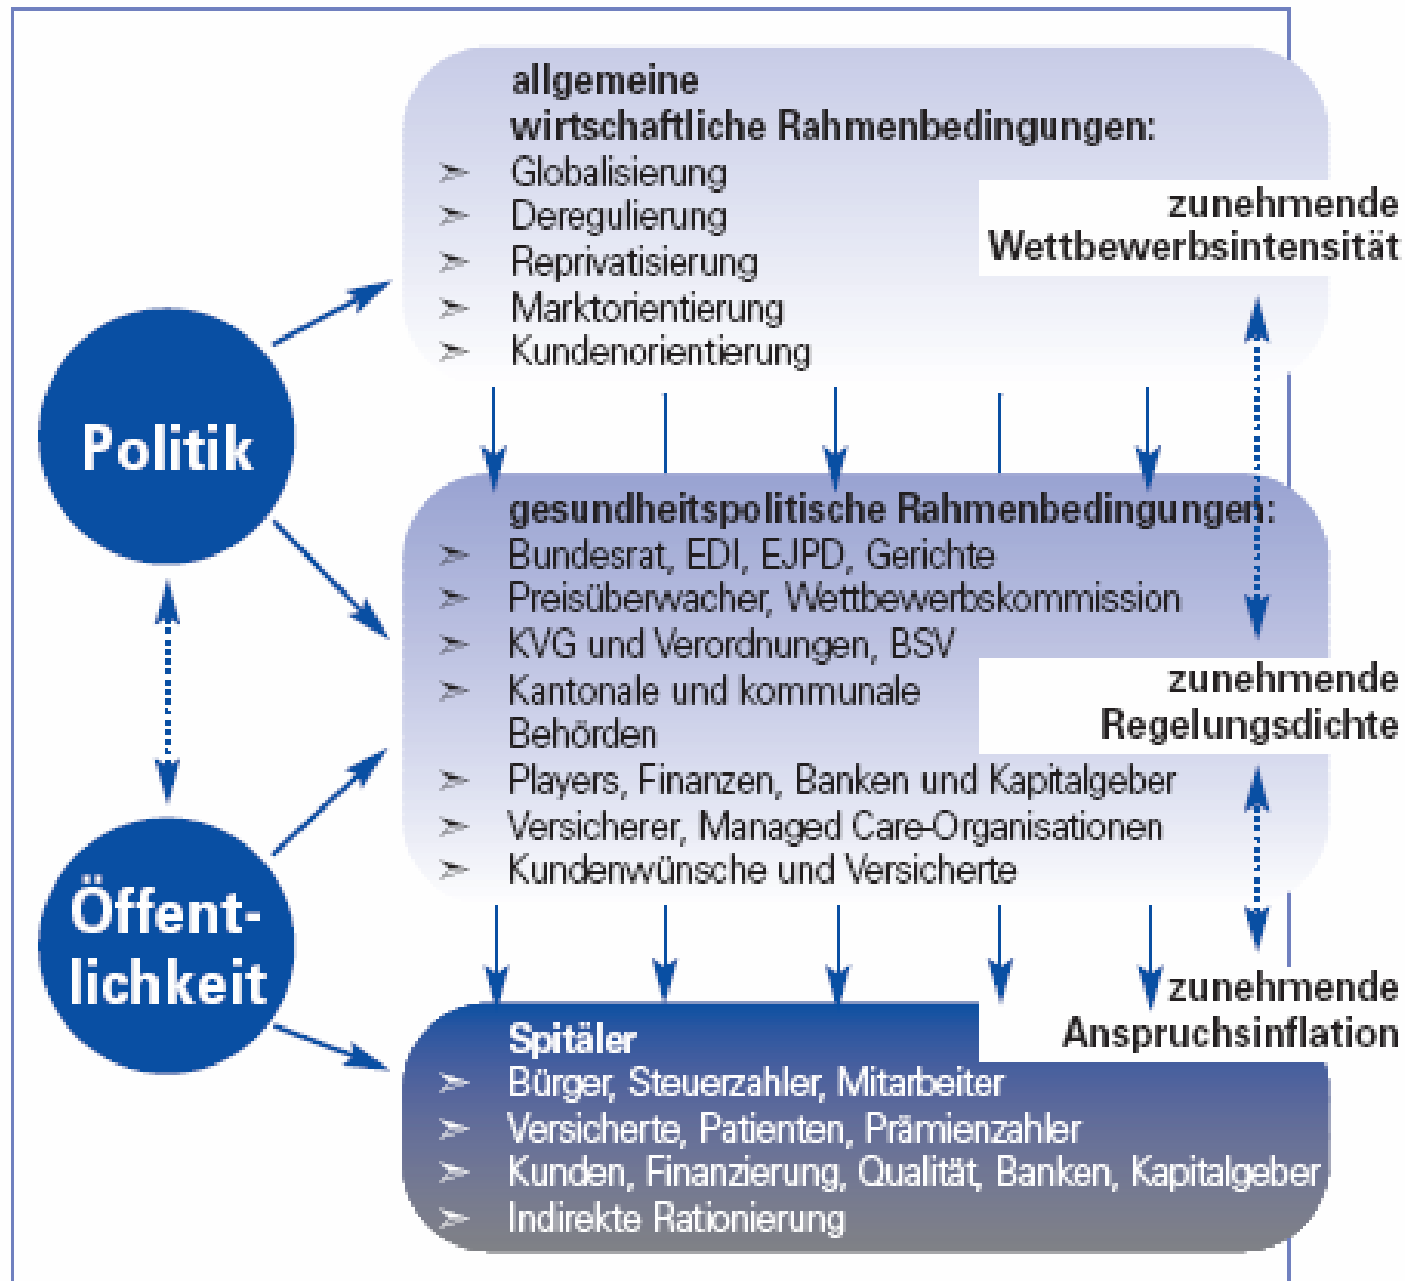 allgemeine
wirtschaftliche Rahmenbedingungen:
➢ Globalisierung
➢ Deregulierung
➢ Reprivatisierung
➢ Marktorientierung
➢ Kundenorientierung
zunehmende
Wettbewerbsintensität
Politik
gesundheitspolitische Rahmenbedingungen:
➢ Bundesrat, EDI, EJPD, Gerichte
➢ Preisüberwacher, Wettbewerbskommission
➢ KVG und Verordnungen, BSV
➢ Kantonale und kommunale
Behörden
➢ Players, Finanzen, Banken und Kapitalgeber
➢ Versicherer, Managed Care-Organisationen
➢ Kundenwünsche und Versicherte
zunehmende
Regelungsdichte
Öffent-
lichkeit
Spitäler
➢ Bürger, Steuerzahler, Mitarbeiter
➢ Versicherte, Patienten, Prämienzahler
➢ Kunden, Finanzierung, Qualität, Banken, Kapitalgeber
➢ Indirekte Rationierung
zunehmende
Anspruchsinflation